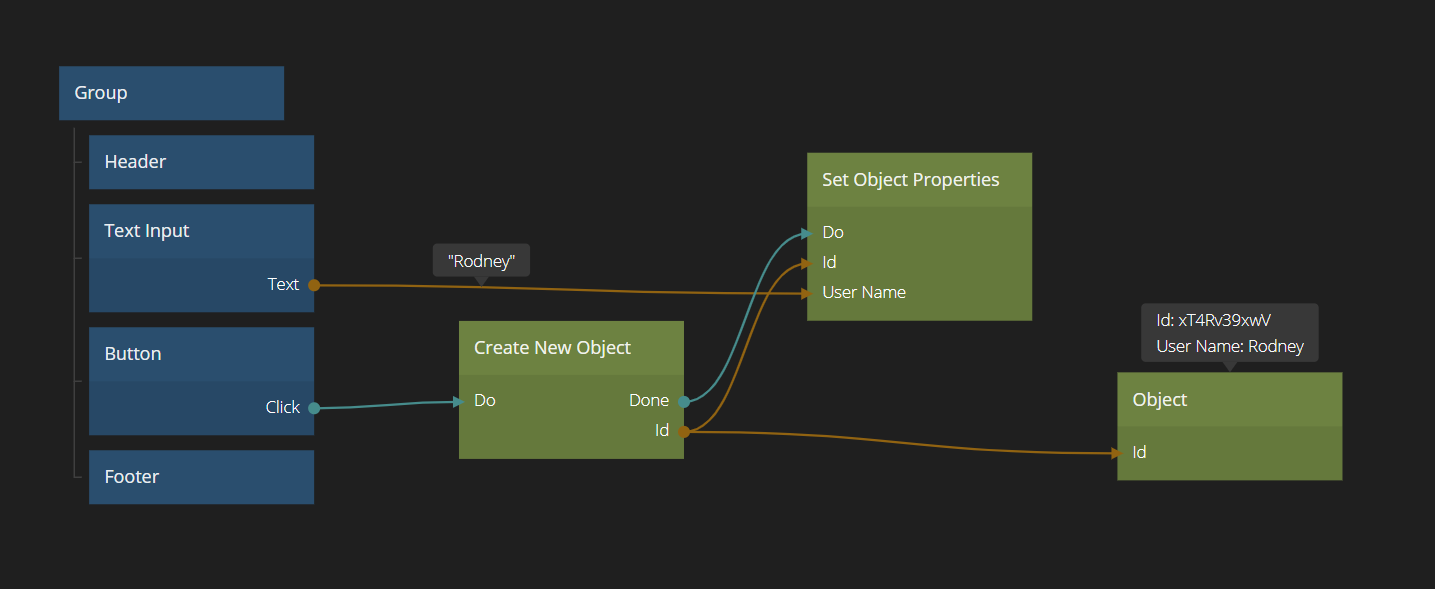 Group
Header
Text Input
Text
Button
Click
Footer
"Rodney"
Create New Object
Do Done
Id
Set Object Properties
Do
Id
User Name
Id: xT4Rv39xwV
User Name: Rodney
Object
Id